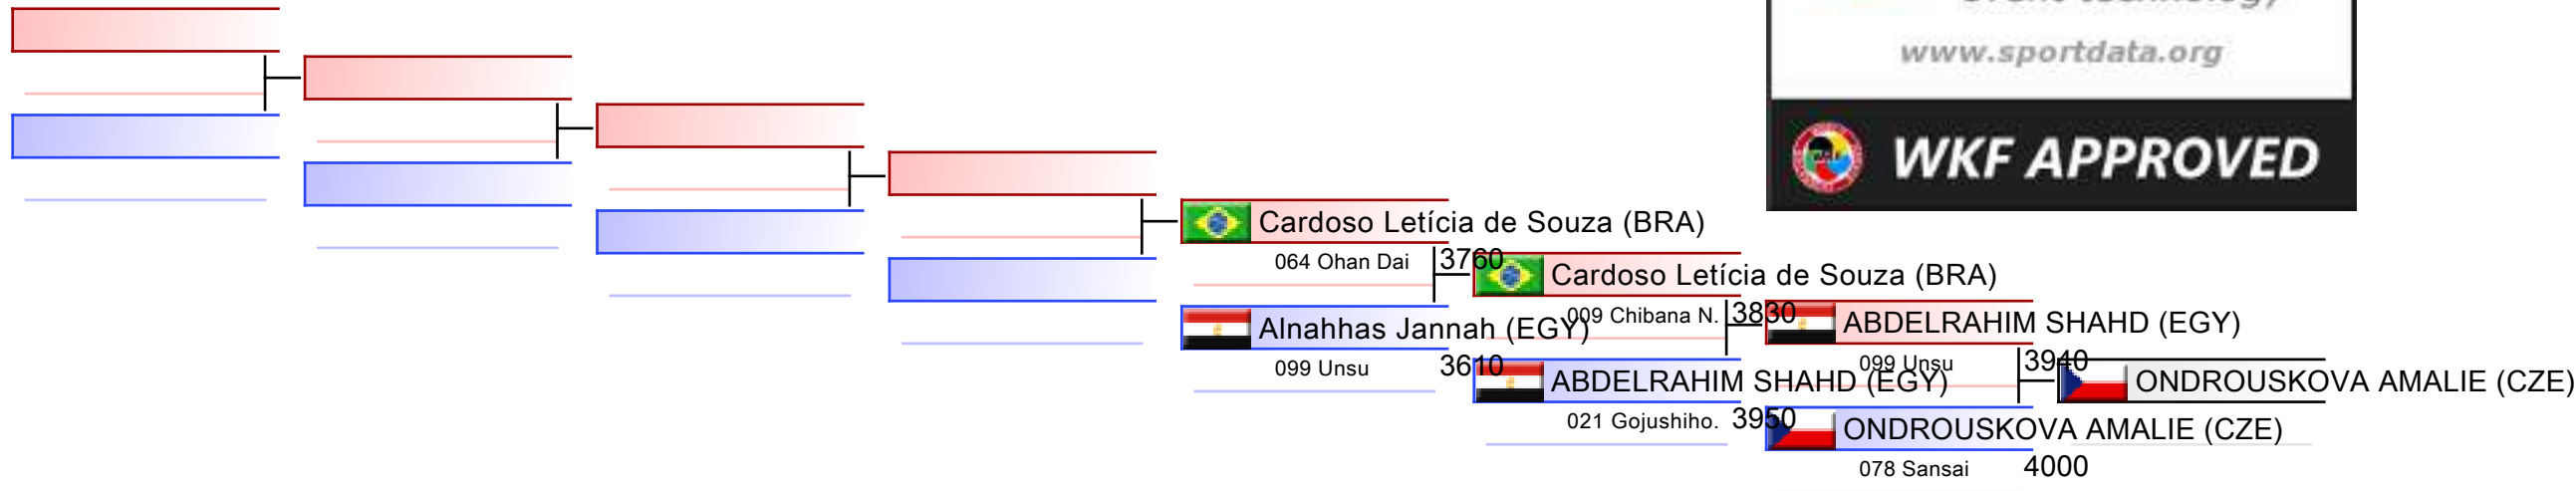 www.sportdata.org
WKF APPROVED
Cardoso Letícia de Souza (BRA)
064 Ohan Dai 3760
Cardoso Letícia de Souza (BRA)
009 Chibana N. 3830
Alnahhas Jannah (EGY)
099 Unsu 3610
ABDELRAHIM SHAHD (EGY)
099 Unsu 3940
ABDELRAHIM SHAHD (EGY)
021 Gojushiho. 3950
ONDROUSKOVA AMALIE (CZE)
ONDROUSKOVA AMALIE (CZE)
078 Sansai 4000